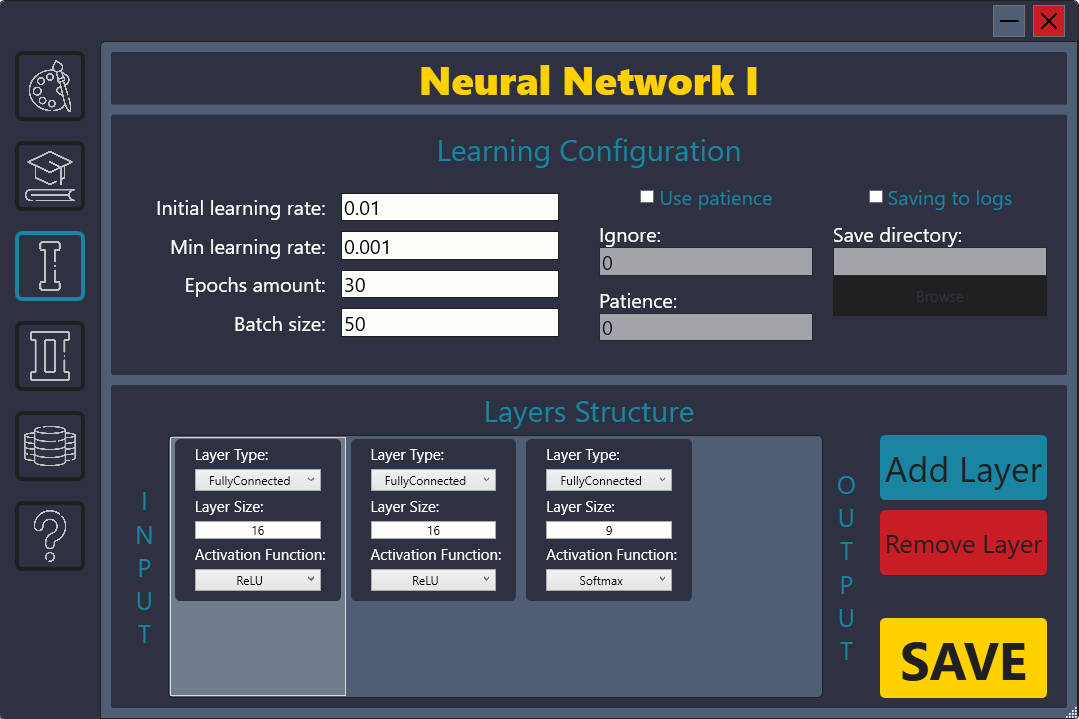 Neural Network I
Learning Configuration
Initial learning rate: 0.01
Min learning rate: 0.001
Epochs amount: 30
Batch size: 50
Use patience
Ignore:
0
Patience:
0
Saving to logs
Save directory:
Browse
Layers Structure
INPUT
Layer Type:
FullyConnected
Layer Size:
16
Activation Function:
ReLU
Layer Type:
FullyConnected
Layer Size:
16
Activation Function:
ReLU
Layer Type:
FullyConnected
Layer Size:
9
Activation Function:
Softmax
OUTPUT
Add Layer
Remove Layer
SAVE